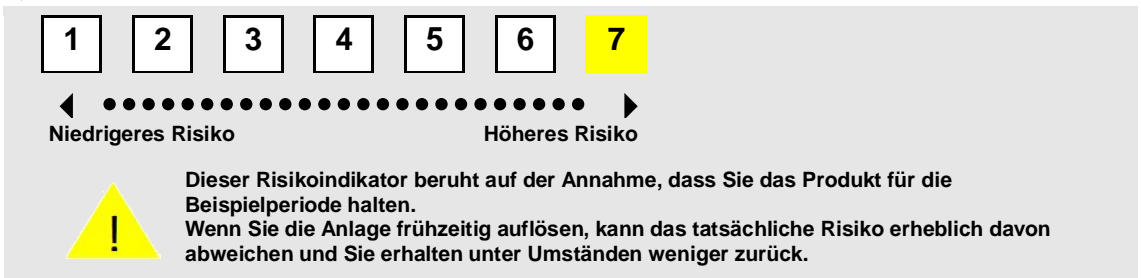 1 2 3 4 5 6 7
Niedrigeres Risiko Höheres Risiko
Dieser Risikoindikator beruht auf der Annahme, dass Sie das Produkt für die
Beispielperiode halten.
Wenn Sie die Anlage frühzeitig auflösen, kann das tatsächliche Risiko erheblich davon
abweichen und Sie erhalten unter Umständen weniger zurück.
!